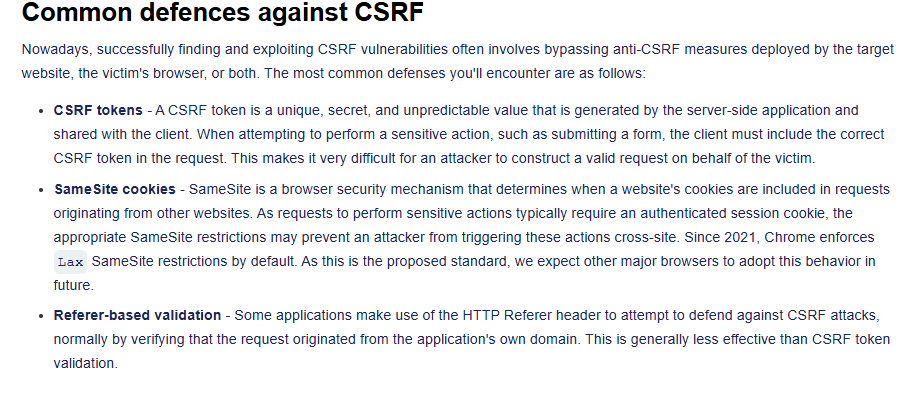 Common defences against CSRF
Nowadays, successfully finding and exploiting CSRF vulnerabilities often involves bypassing anti-CSRF measures deployed by the target
website, the victim's browser, or both. The most common defenses you'll encounter are as follows:
• CSRF tokens - A CSRF token is a unique, secret, and unpredictable value that is generated by the server-side application and
shared with the client. When attempting to perform a sensitive action, such as submitting a form, the client must include the correct
CSRF token in the request. This makes it very difficult for an attacker to construct a valid request on behalf of the victim.
• SameSite cookies - SameSite is a browser security mechanism that determines when a website's cookies are included in requests
originating from other websites. As requests to perform sensitive actions typically require an authenticated session cookie, the
appropriate SameSite restrictions may prevent an attacker from triggering these actions cross-site. Since 2021, Chrome enforces
Lax SameSite restrictions by default. As this is the proposed standard, we expect other major browsers to adopt this behavior in
future.
• Referer-based validation - Some applications make use of the HTTP Referer header to attempt to defend against CSRF attacks,
normally by verifying that the request originated from the application's own domain. This is generally less effective than CSRF token
validation.